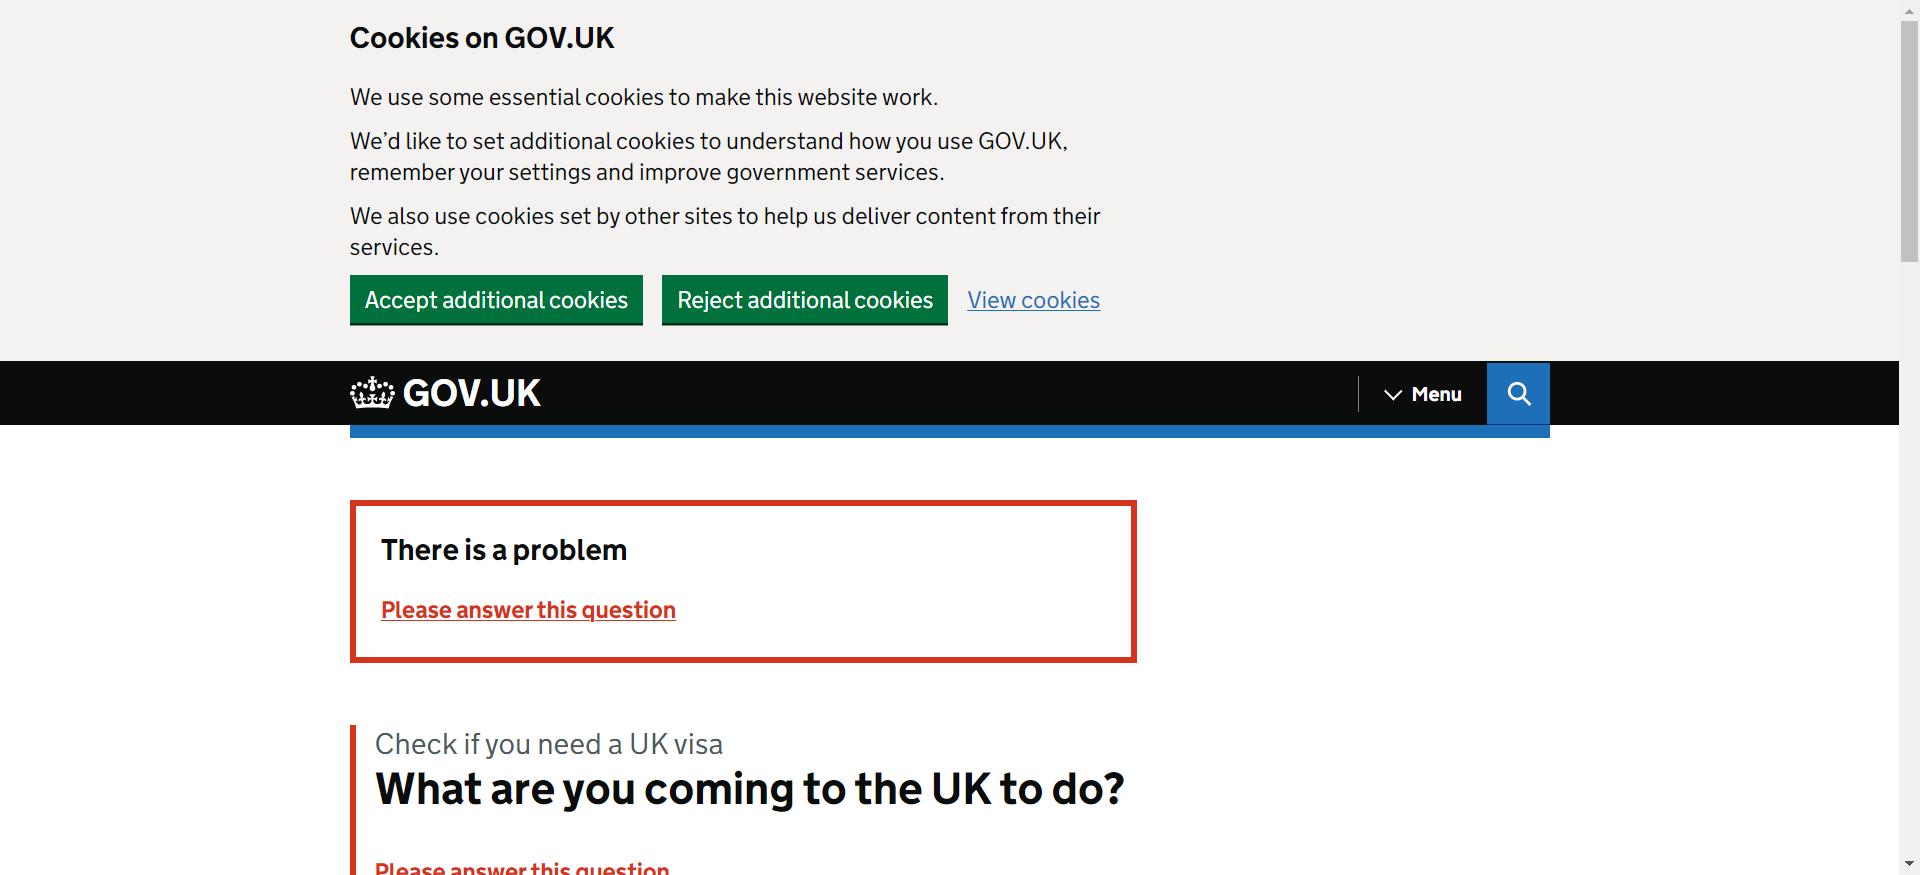 Cookies on GOV.UK
We use some essential cookies to make this website work.
We’d like to set additional cookies to understand how you use GOV.UK,
remember your settings and improve government services.
We also use cookies set by other sites to help us deliver content from their
services.
Accept additional cookies Reject additional cookies View cookies
GOV.UK Menu
There is a problem
Please answer this question
Check if you need a UK visa
What are you coming to the UK to do?
Please answer this question